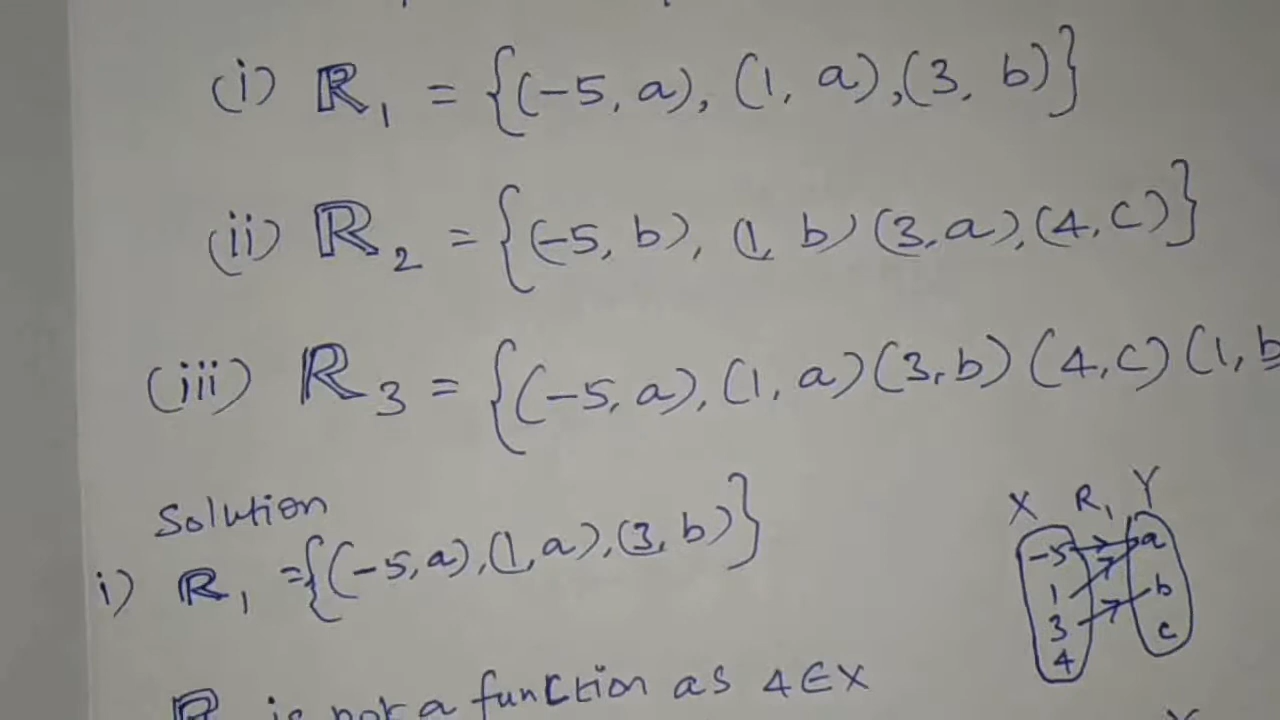 (i) ℝ₁ = {(-5, a), (1, a), (3, b)}
(ii) ℝ₂ = {(-5, b), (1, b) (3, a), (4, c)}
(iii) ℝ₃ = {(-5, a), (1, a) (3, b) (4, c) (1, b
Solution
i) ℝ₁ = {(-5, a), (1, a), (3, b)}
X R₁ Y
-5 a
1 b
3 c
4
ℝ is not a function as 4 ∈ X